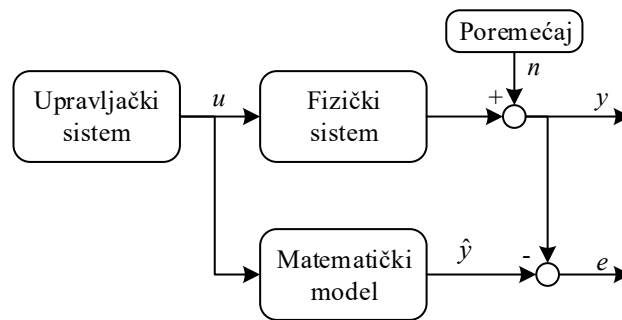 Poremećaj
n
Upravljački
sistem
u
Fizički
sistem
+
y
Matematički
model
ŷ
-
e